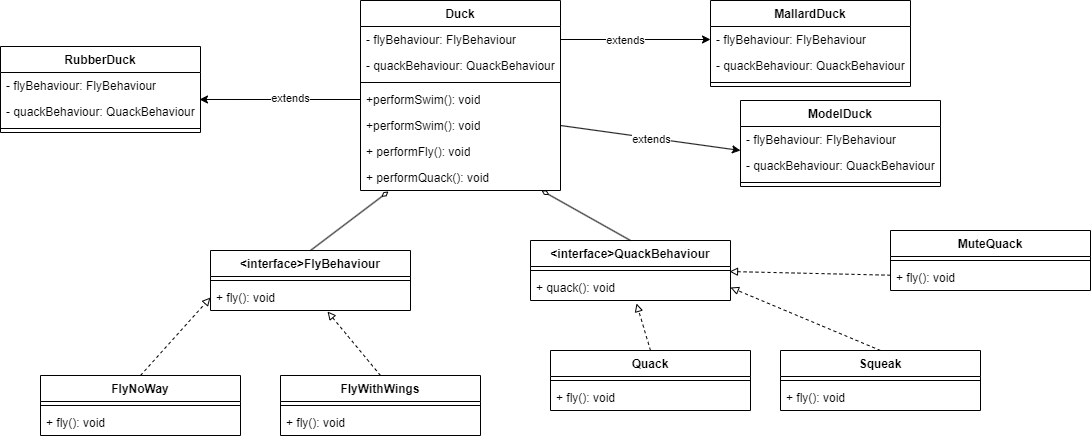 Duck
- flyBehaviour: FlyBehaviour
- quackBehaviour: QuackBehaviour
+performSwim(): void
+performSwim(): void
+ performFly(): void
+ performQuack(): void
MallardDuck
- flyBehaviour: FlyBehaviour
- quackBehaviour: QuackBehaviour
extends
RubberDuck
- flyBehaviour: FlyBehaviour
- quackBehaviour: QuackBehaviour
extends
ModelDuck
- flyBehaviour: FlyBehaviour
- quackBehaviour: QuackBehaviour
extends
<interface>FlyBehaviour
+ fly(): void
<interface>QuackBehaviour
+ quack(): void
MuteQuack
+ fly(): void
FlyNoWay
+ fly(): void
FlyWithWings
+ fly(): void
Quack
+ fly(): void
Squeak
+ fly(): void